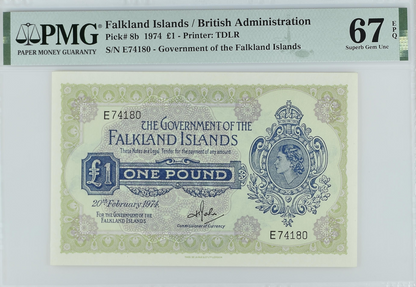 PMG
PAPER MONEY GUARANTY
Falkland Islands / British Administration
Pick# 8b 1974 £1 - Printer: TDLR
S/N E74180 - Government of the Falkland Islands
67 EPQ
Superb Gem Unc
E74180
THE GOVERNMENT OF THE
FALKLAND ISLANDS
These Notes are Legal Tender for the payment of any amount.
£1
ONE POUND
20th February 1974
FOR THE GOVERNMENT OF THE
FALKLAND ISLANDS
Commissioner of Currency
E74180